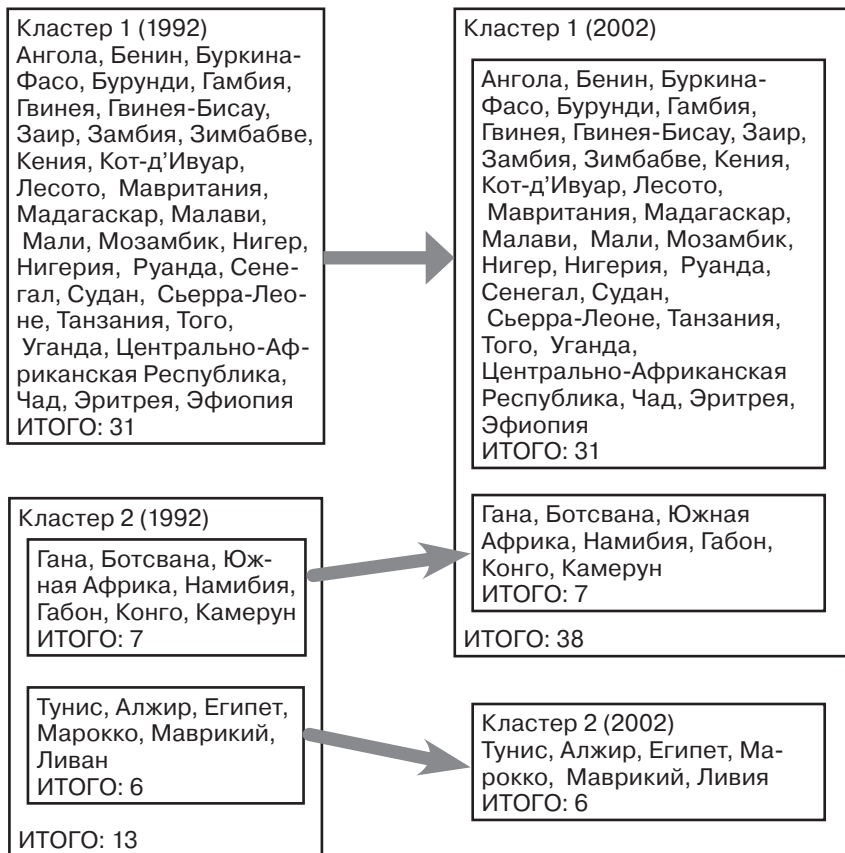 Кластер 1 (1992)
Ангола, Бенин, Буркина-
Фасо, Бурунди, Гамбия,
Гвинея, Гвинея-Бисау,
Заир, Замбия, Зимбабве,
Кения, Кот-д'Ивуар,
Лесото, Мавритания,
Мадагаскар, Малави,
Мали, Мозамбик, Нигер,
Нигерия, Руанда, Сене-
гал, Судан, Сьерра-Лео-
не, Танзания, Того,
Уганда, Центрально-Аф-
риканская Республика,
Чад, Эритрея, Эфиопия
ИТОГО: 31
Кластер 2 (1992)
Гана, Ботсвана, Юж-
ная Африка, Намибия,
Габон, Конго, Камерун
ИТОГО: 7
Тунис, Алжир, Египет,
Марокко, Маврикий,
Ливан
ИТОГО: 6
ИТОГО: 13
Кластер 1 (2002)
Ангола, Бенин, Буркина-
Фасо, Бурунди, Гамбия,
Гвинея, Гвинея-Бисау, Заир,
Замбия, Зимбабве, Кения,
Кот-д'Ивуар, Лесото,
Мавритания, Мадагаскар,
Малави, Мали, Мозамбик,
Нигер, Нигерия, Руанда,
Сенегал, Судан,
Сьерра-Леоне, Танзания,
Того, Уганда,
Центрально-Африканская
Республика, Чад, Эритрея,
Эфиопия
ИТОГО: 31
Гана, Ботсвана, Южная
Африка, Намибия, Габон,
Конго, Камерун
ИТОГО: 7
ИТОГО: 38
Кластер 2 (2002)
Тунис, Алжир, Египет, Ма-
рокко, Маврикий, Ливия
ИТОГО: 6